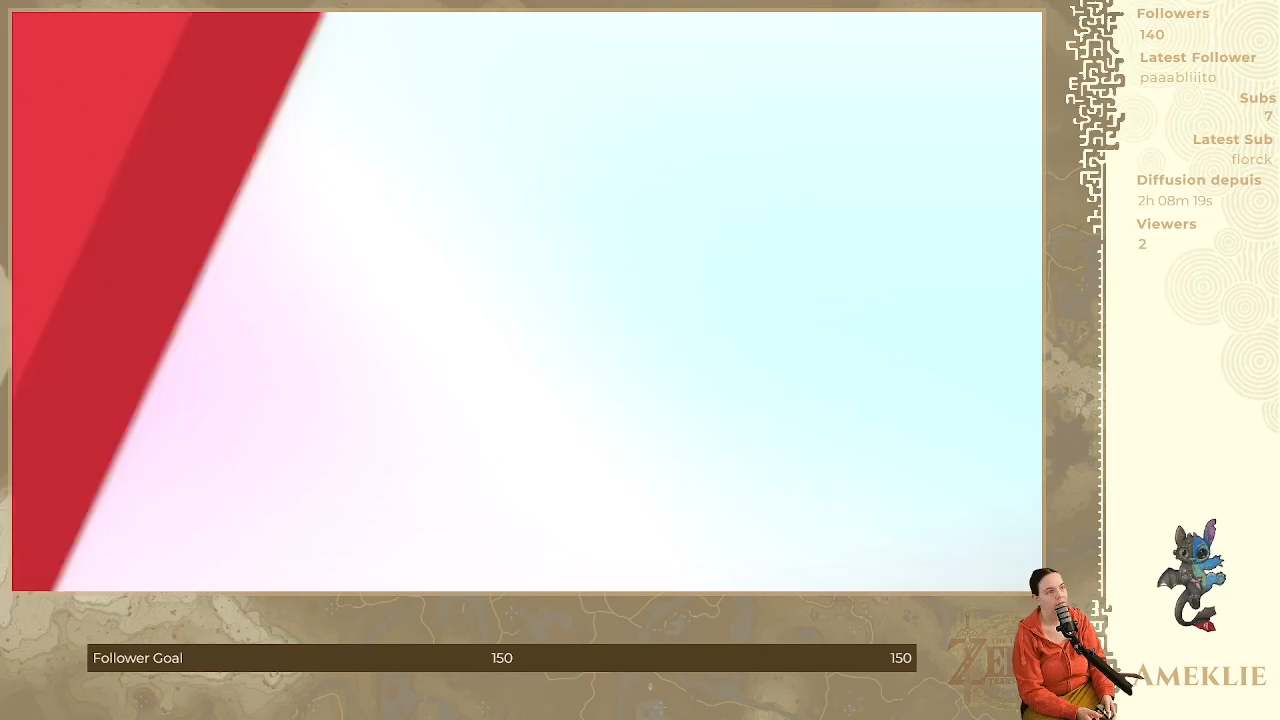 Followers
140
Latest Follower
paaabliiito
Subs
7
Latest Sub
florck
Diffusion depuis
2h 08m 19s
Viewers
2
Follower Goal 150 150
AMEKLIE